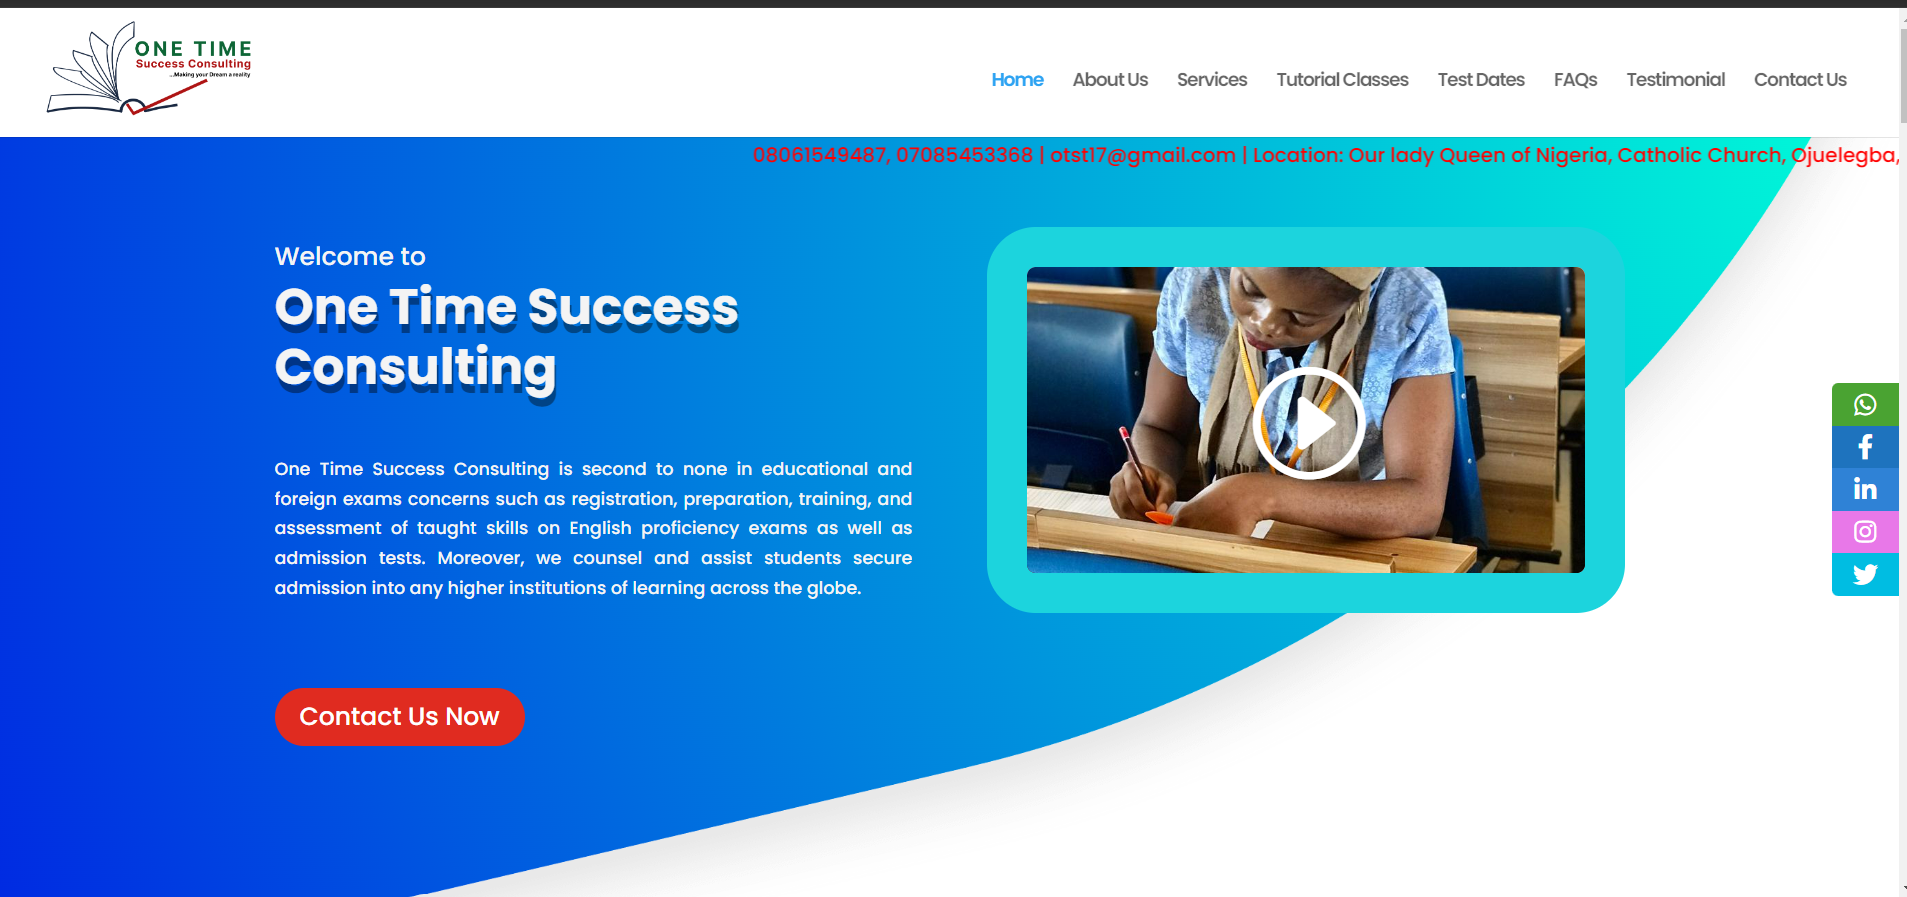 ONE TIME
Success Consulting
...Making your Dream a reality
Home About Us Services Tutorial Classes Test Dates FAQs Testimonial Contact Us
08061549487, 07085453368 | otst17@gmail.com | Location: Our lady Queen of Nigeria, Catholic Church, Ojuelegba,
Welcome to
One Time Success
Consulting
One Time Success Consulting is second to none in educational and
foreign exams concerns such as registration, preparation, training, and
assessment of taught skills on English proficiency exams as well as
admission tests. Moreover, we counsel and assist students secure
admission into any higher institutions of learning across the globe.
Contact Us Now